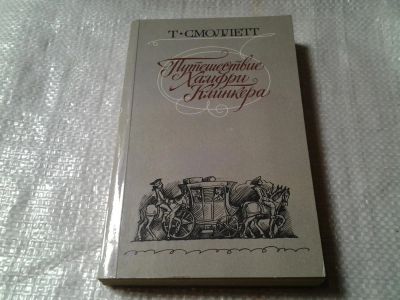 Т·СМОЛЛЕТТ
Путешествие
Хамфри
Клинкера